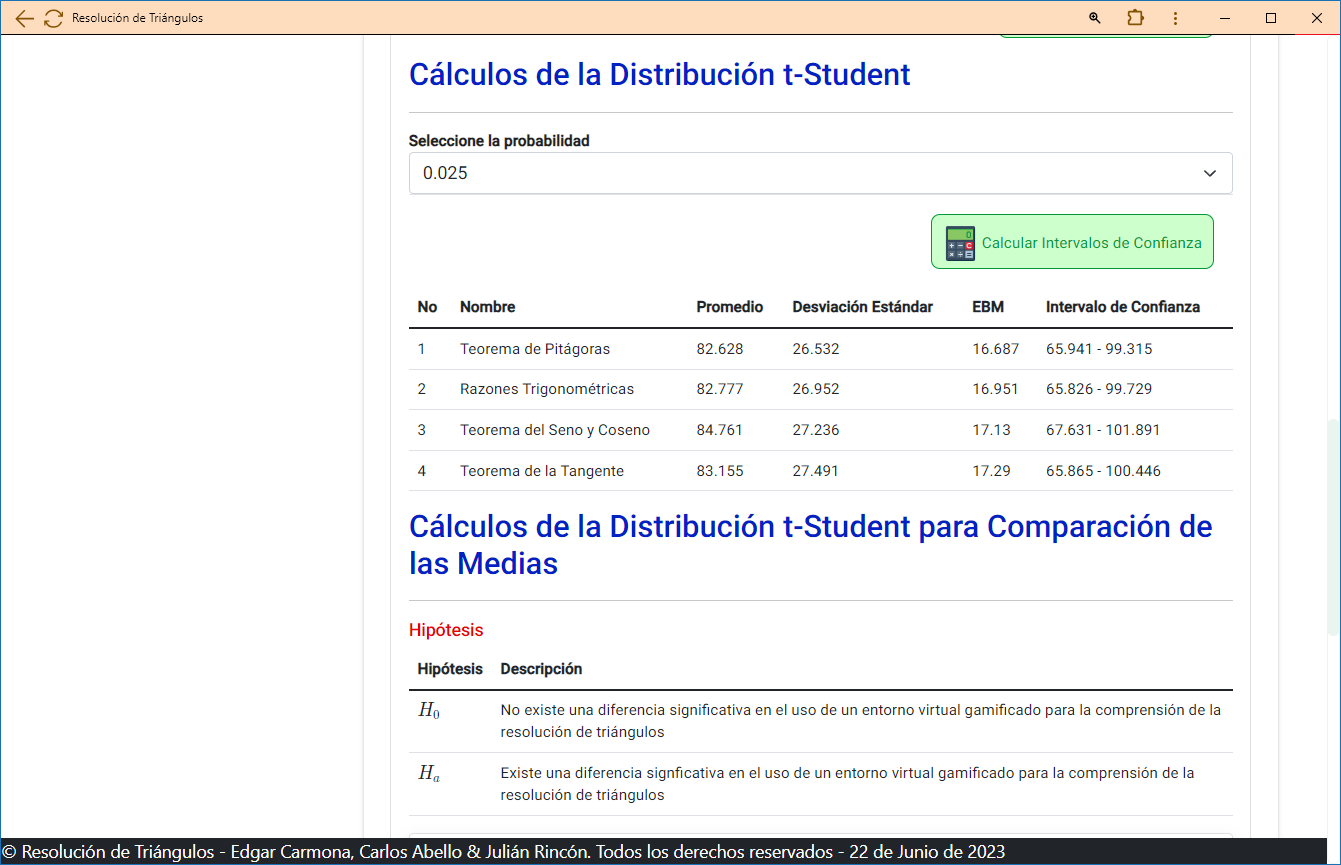 Resolución de Triángulos
Cálculos de la Distribución t-Student
Seleccione la probabilidad
0.025
Calcular Intervalos de Confianza
No Nombre Promedio Desviación Estándar EBM Intervalo de Confianza
1 Teorema de Pitágoras 82.628 26.532 16.687 65.941 - 99.315
2 Razones Trigonométricas 82.777 26.952 16.951 65.826 - 99.729
3 Teorema del Seno y Coseno 84.761 27.236 17.13 67.631 - 101.891
4 Teorema de la Tangente 83.155 27.491 17.29 65.865 - 100.446
Cálculos de la Distribución t-Student para Comparación de
las Medias
Hipótesis
Hipótesis Descripción
H₀ No existe una diferencia significativa en el uso de un entorno virtual gamificado para la comprensión de la
resolución de triángulos
Hₐ Existe una diferencia signficativa en el uso de un entorno virtual gamificado para la comprensión de la
resolución de triángulos
© Resolución de Triángulos - Edgar Carmona, Carlos Abello & Julián Rincón. Todos los derechos reservados - 22 de Junio de 2023